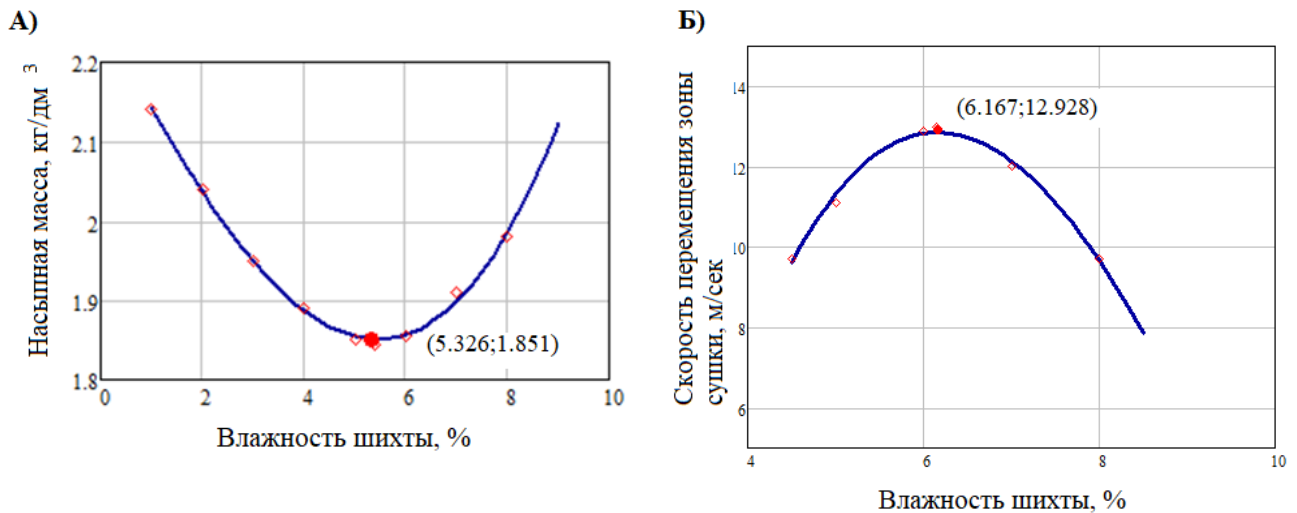 А)
Насыпная масса, кг/дм 3
2.2
2.1
2
1.9
1.8
(5.326;1.851)
0 2 4 6 8 10
Влажность шихты, %
Б)
Скорость перемещения зоны
сушки, м/сек
14
12
10
8
6
(6.167;12.928)
4 6 8 10
Влажность шихты, %